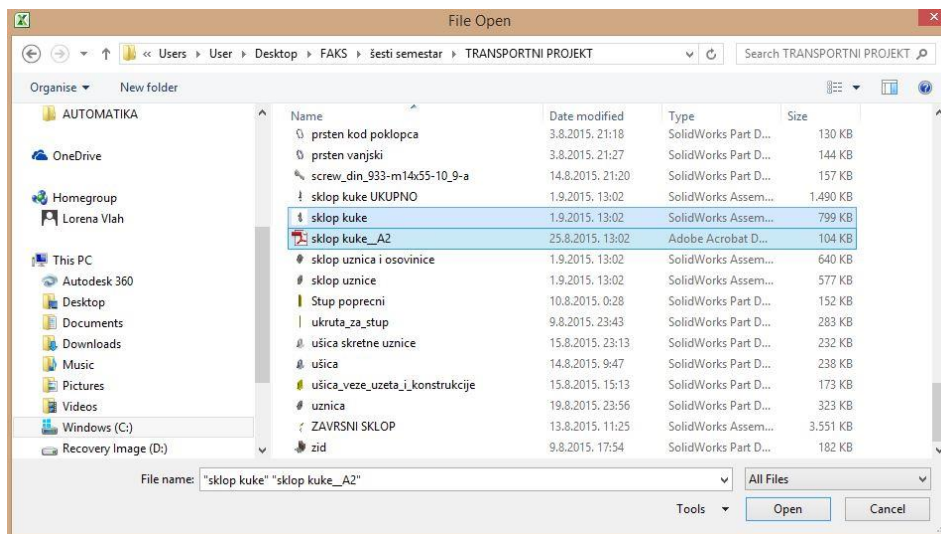 File Open
« Users User Desktop FAKS šesti semestar TRANSPORTNI PROJEKT Search TRANSPORTNI PROJEKT
Organise New folder
AUTOMATIKA
OneDrive
Homegroup
Lorena Vlah
This PC
Autodesk 360
Desktop
Documents
Downloads
Music
Pictures
Videos
Windows (C:)
Recovery Image (D:)
Name Date modified Type Size
prsten kod poklopca 3.8.2015. 21:18 SolidWorks Part D... 130 KB
prsten vanjski 3.8.2015. 21:27 SolidWorks Part D... 144 KB
screw_din_933-m14x55-10_9-a 14.8.2015. 21:20 SolidWorks Part D... 157 KB
sklop kuke UKUPNO 1.9.2015. 13:02 SolidWorks Assem... 1.490 KB
sklop kuke 1.9.2015. 13:02 SolidWorks Assem... 799 KB
sklop kuke__A2 25.8.2015. 13:02 Adobe Acrobat D... 104 KB
sklop uznica i osovinice 1.9.2015. 13:02 SolidWorks Assem... 640 KB
sklop uznice 1.9.2015. 13:02 SolidWorks Assem... 577 KB
Stup poprecni 10.8.2015. 0:28 SolidWorks Part D... 152 KB
ukruta_za_stup 9.8.2015. 23:43 SolidWorks Part D... 283 KB
ušica skretne uznice 15.8.2015. 23:13 SolidWorks Part D... 232 KB
ušica 14.8.2015. 9:47 SolidWorks Part D... 238 KB
ušica_veze_uzeta_i_konstrukcije 15.8.2015. 15:13 SolidWorks Part D... 173 KB
uznica 19.8.2015. 23:56 SolidWorks Part D... 323 KB
ZAVRSNI SKLOP 13.8.2015. 11:25 SolidWorks Assem... 3.551 KB
zid 9.8.2015. 17:54 SolidWorks Part D... 182 KB
File name: "sklop kuke" "sklop kuke__A2" All Files
Tools Open Cancel